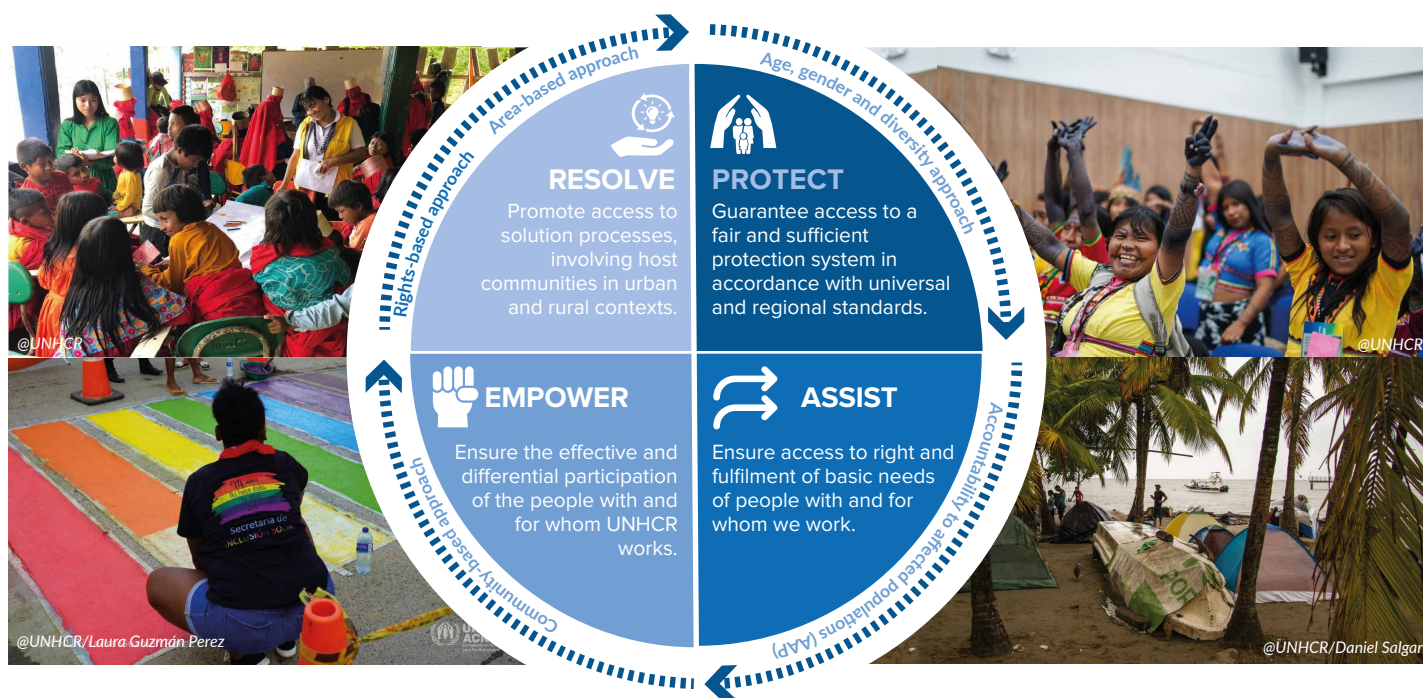 Area-based approach
Rights-based approach
Age, gender and diversity approach
RESOLVE
Promote access to
solution processes,
involving host
communities in urban
and rural contexts.
PROTECT
Guarantee access to a
fair and sufficient
protection system in
accordance with universal
and regional standards.
@UNHCR
@UNHCR
EMPOWER
Ensure the effective and
differential participation
of the people with and
for whom UNHCR
works.
ASSIST
Ensure access to right and
fulfilment of basic needs
of people with and for
whom we work.
Community-based approach
Accountability to affected populations (AAP)
Secretaria de
INCLUSIÓN SOCIAL
@UNHCR/Laura Guzmán Perez
@UNHCR/Daniel Salgar